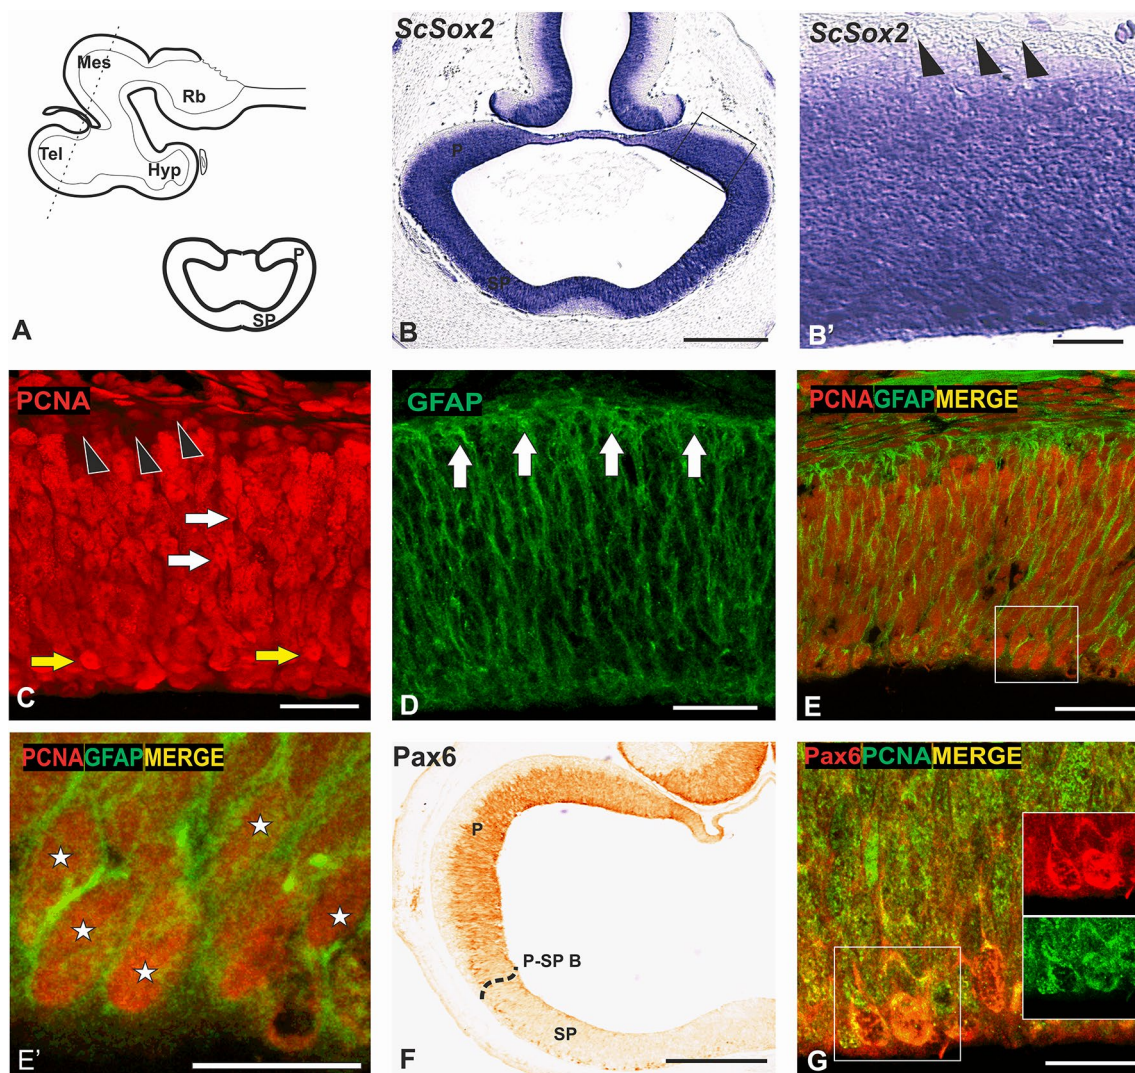 Mes
Rb
Tel
Hyp
P
SP
A
ScSox2
P
SP
B
ScSox2
B’
PCNA
C
GFAP
D
PCNA GFAP MERGE
E
PCNA GFAP MERGE
E’
Pax6
P
P-SP B
SP
F
Pax6 PCNA MERGE
G